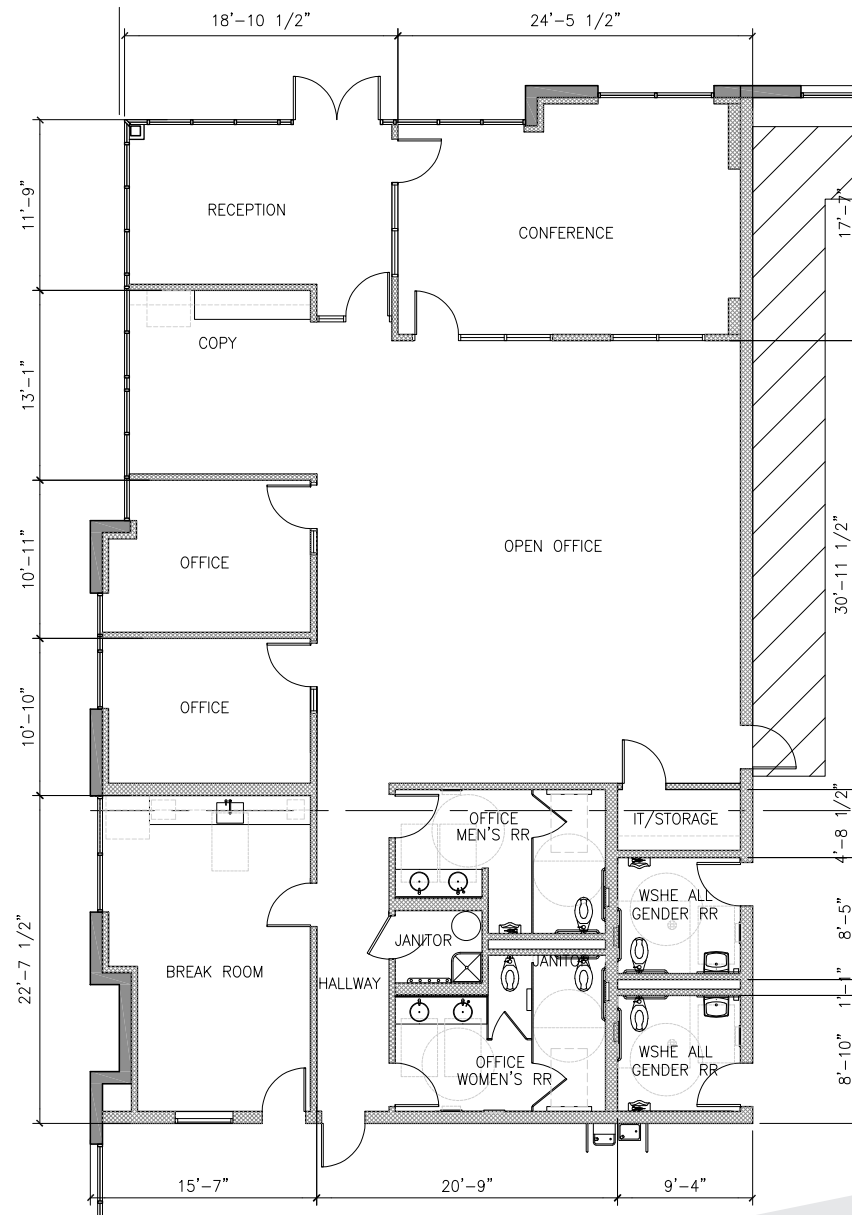 18'-10 1/2"
24'-5 1/2"
11'-9"
RECEPTION
CONFERENCE
17'-7"
13'-1"
COPY
10'-11"
OFFICE
OPEN OFFICE
30'-11 1/2"
10'-10"
OFFICE
OFFICE
MEN'S RR
IT/STORAGE
4'-8 1/2"
WSHE ALL
GENDER RR
8'-5"
22'-7 1/2"
BREAK ROOM
HALLWAY
JANITOR
JANITOR
1'-1"
OFFICE
WOMEN'S RR
WSHE ALL
GENDER RR
8'-10"
15'-7"
20'-9"
9'-4"